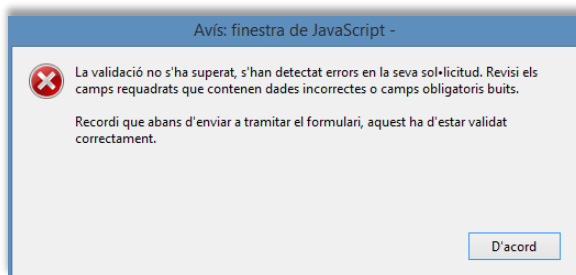 Avís: finestra de JavaScript -
La validació no s'ha superat, s'han detectat errors en la seva sol•licitud. Revisi els
camps requadrats que contenen dades incorrectes o camps obligatoris buits.
Recordi que abans d'enviar a tramitar el formulari, aquest ha d'estar validat
correctament.
D'acord